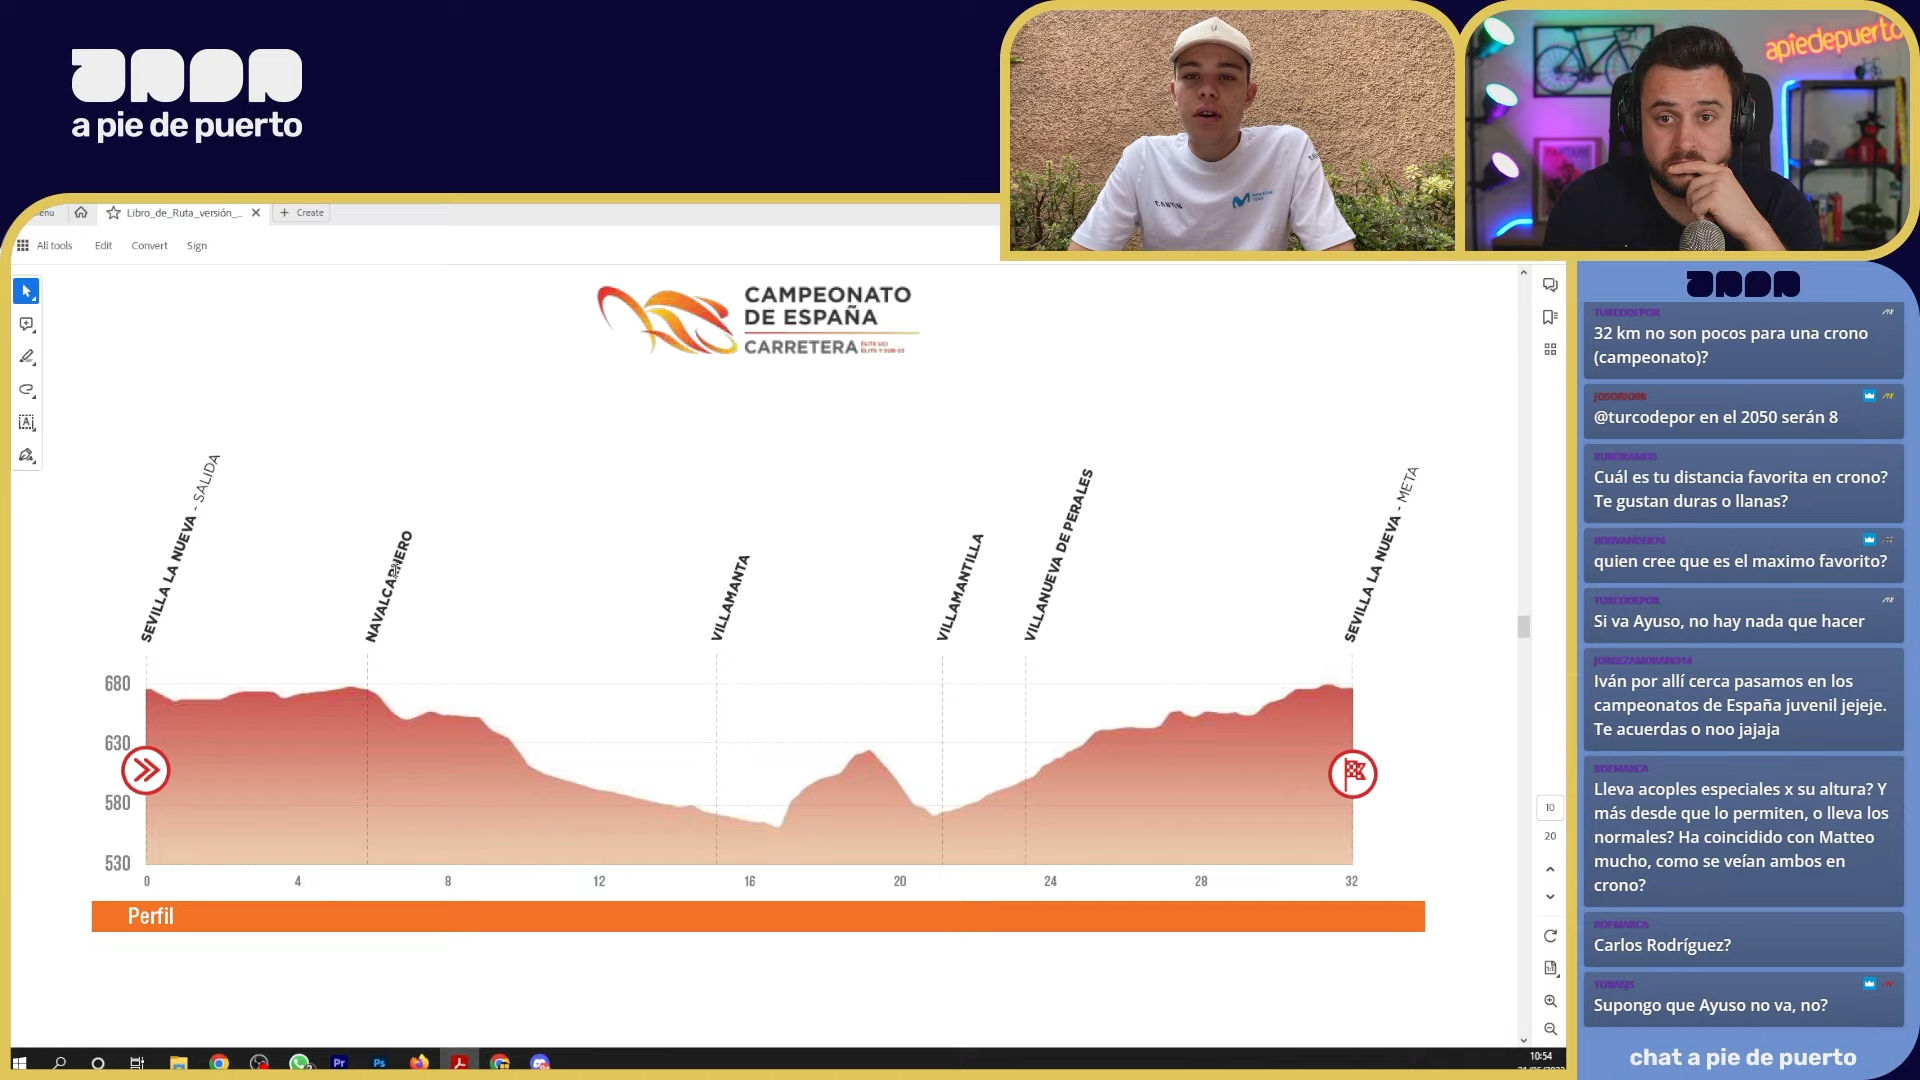 a pie de puerto
apiedepuerto
Libro_de_Ruta_versión_...
Create
All tools
Edit
Convert
Sign
CAMPEONATO
DE ESPAÑA
CARRETERA
SEVILLA LA NUEVA - SALIDA
NAVALCARNERO
VILLAMANTA
VILLAMANTILLA
VILLANUEVA DE PERALES
SEVILLA LA NUEVA - META
680
630
580
530
0 4 8 12 16 20 24 28 32
Perfil
10
20
10:54
TURCODEPOR
32 km no son pocos para una crono
(campeonato)?
JOSORIO98
@turcodepor en el 2050 serán 8
Cuál es tu distancia favorita en crono?
Te gustan duras o llanas?
quien cree que es el maximo favorito?
TURCODEPOR
Si va Ayuso, no hay nada que hacer
JORGEZAMORANO14
Iván por allí cerca pasamos en los
campeonatos de España juvenil jejeje.
Te acuerdas o noo jajaja
ROFMARCA
Lleva acoples especiales x su altura? Y
más desde que lo permiten, o lleva los
normales? Ha coincidido con Matteo
mucho, como se veían ambos en
crono?
ROFMARCA
Carlos Rodríguez?
TOBASJS
Supongo que Ayuso no va, no?
chat a pie de puerto